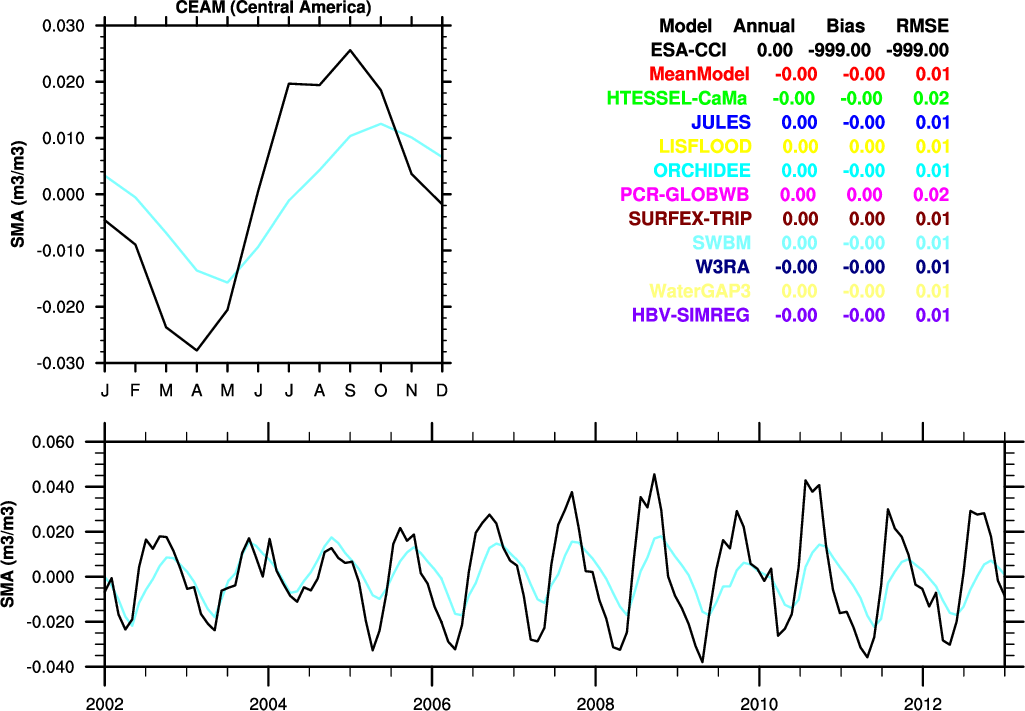 CEAM (Central America)
0.030
0.020
0.010
0.000
-0.010
-0.020
-0.030
SMA (m3/m3)
J F M A M J J A S O N D
Model Annual Bias RMSE
ESA-CCI 0.00 -999.00 -999.00
MeanModel -0.00 -0.00 0.01
HTESSEL-CaMa -0.00 -0.00 0.02
JULES 0.00 -0.00 0.01
LISFLOOD 0.00 0.00 0.01
ORCHIDEE 0.00 -0.00 0.01
PCR-GLOBWB 0.00 0.00 0.02
SURFEX-TRIP 0.00 0.00 0.01
SWBM 0.00 -0.00 0.01
W3RA -0.00 -0.00 0.01
WaterGAP3 0.00 -0.00 0.01
HBV-SIMREG -0.00 -0.00 0.01
0.060
0.040
0.020
0.000
-0.020
-0.040
SMA (m3/m3)
2002 2004 2006 2008 2010 2012